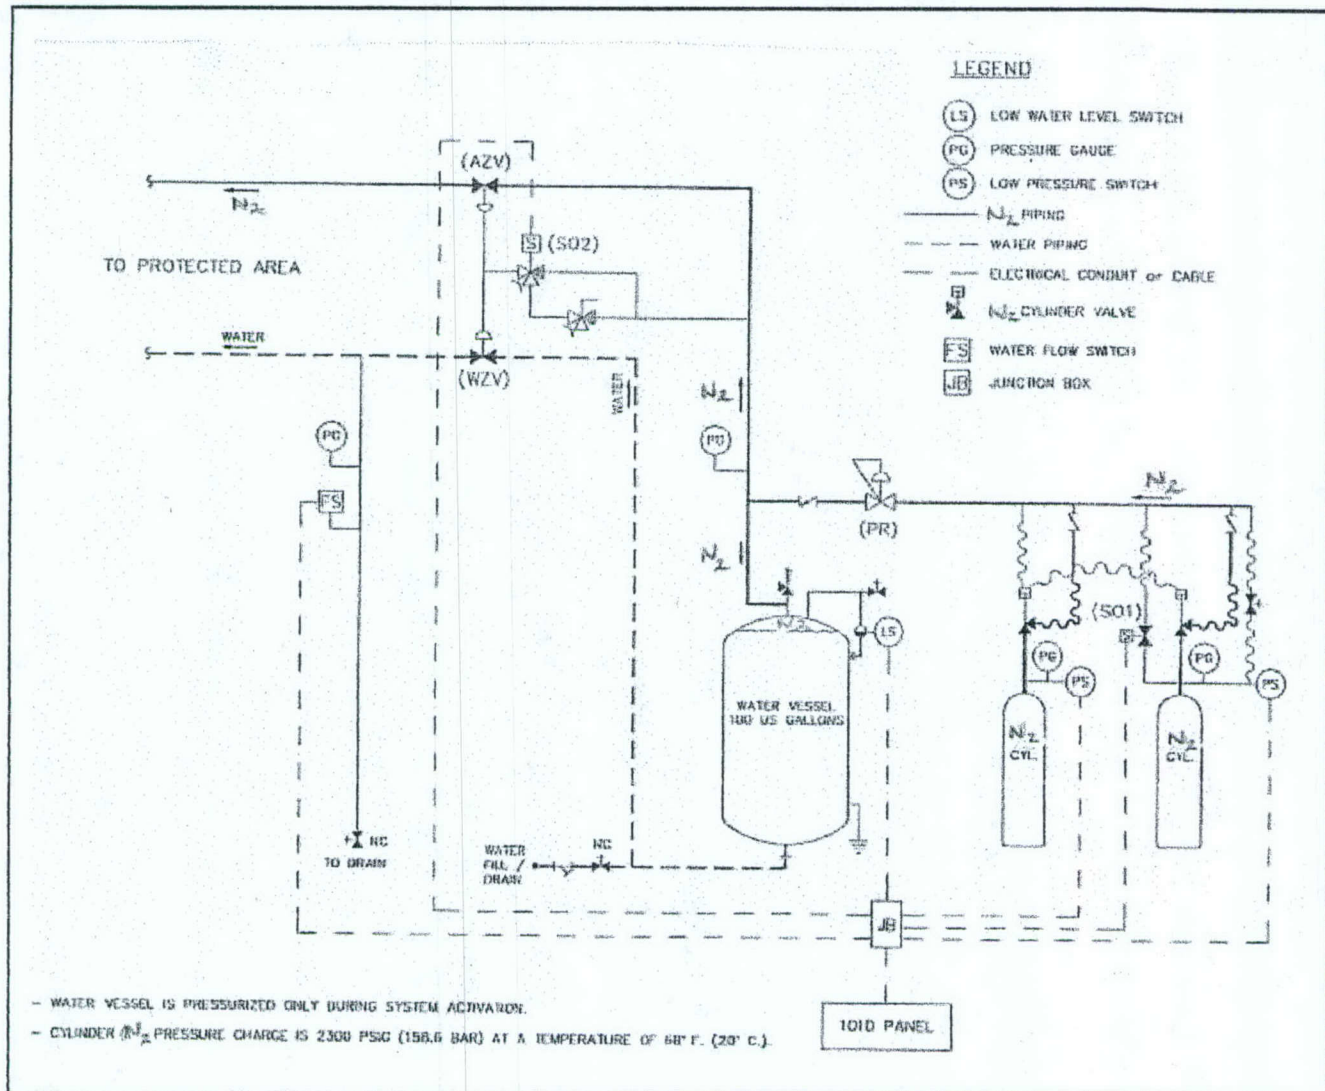 LEGEND
LS LOW WATER LEVEL SWITCH
PG PRESSURE GAUGE
PS LOW PRESSURE SWITCH
N2 PIPING
WATER PIPING
ELECTRICAL CONDUIT or CABLE
N2 CYLINDER VALVE
FS WATER FLOW SWITCH
JB JUNCTION BOX
(AZV)
N2
S (SO2)
TO PROTECTED AREA
WATER
(WZV)
WATER
N2
PG
PG
FS
N2
(PR)
N2
N2
LS
(SO1)
S
PG
PS
PG
PS
WATER VESSEL
100 US GALLONS
N2
CYL.
N2
CYL.
NC
TO DRAIN
WATER
FILL /
DRAIN
NC
JB
- WATER VESSEL IS PRESSURIZED ONLY DURING SYSTEM ACTIVATION.
- CYLINDER N2 PRESSURE CHARGE IS 2300 PSIG (158.6 BAR) AT A TEMPERATURE OF 68° F. (20° C.).
101D PANEL